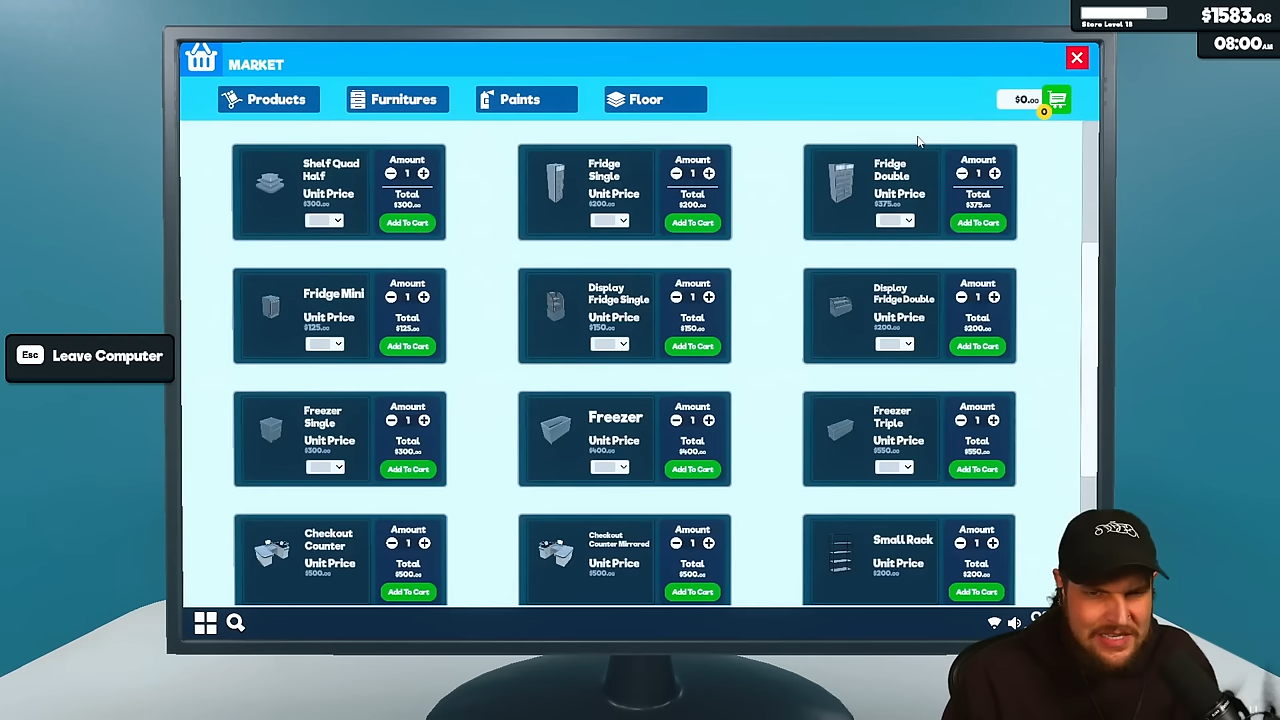 $1583.08
Store Level 18
08:00AM
MARKET
Products
Furnitures
Paints
Floor
$0.00
0
Shelf Quad
Half
Unit Price
$300.00
Amount
1
Total
$300.00
Add To Cart
Fridge
Single
Unit Price
$200.00
Amount
1
Total
$200.00
Add To Cart
Fridge
Double
Unit Price
$375.00
Amount
1
Total
$375.00
Add To Cart
Fridge Mini
Unit Price
$125.00
Amount
1
Total
$125.00
Add To Cart
Display
Fridge Single
Unit Price
$150.00
Amount
1
Total
$150.00
Add To Cart
Display
Fridge Double
Unit Price
$200.00
Amount
1
Total
$200.00
Add To Cart
Esc
Leave Computer
Freezer
Single
Unit Price
$300.00
Amount
1
Total
$300.00
Add To Cart
Freezer
Unit Price
$400.00
Amount
1
Total
$400.00
Add To Cart
Freezer
Triple
Unit Price
$550.00
Amount
1
Total
$550.00
Add To Cart
Checkout
Counter
Unit Price
$500.00
Amount
1
Total
$500.00
Add To Cart
Checkout
Counter Mirrored
Unit Price
$500.00
Amount
1
Total
$500.00
Add To Cart
Small Rack
Unit Price
$200.00
Amount
1
Total
$200.00
Add To Cart